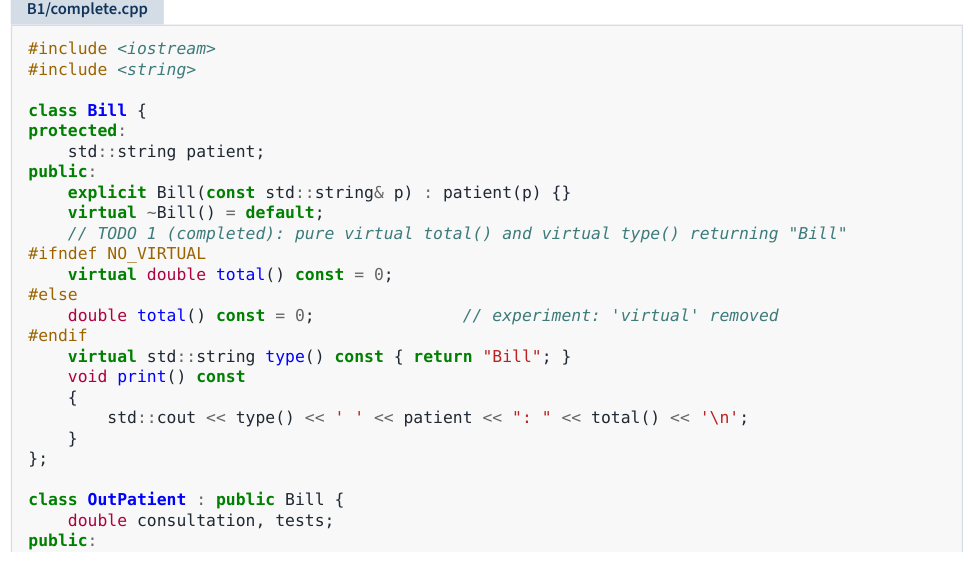 B1/complete.cpp
#include <iostream>
#include <string>

class Bill {
protected:
    std::string patient;
public:
    explicit Bill(const std::string& p) : patient(p) {}
    virtual ~Bill() = default;
    // TODO 1 (completed): pure virtual total() and virtual type() returning "Bill"
#ifndef NO_VIRTUAL
    virtual double total() const = 0;
#else
    double total() const = 0;               // experiment: 'virtual' removed
#endif
    virtual std::string type() const { return "Bill"; }
    void print() const
    {
        std::cout << type() << ' ' << patient << ": " << total() << '\n';
    }
};

class OutPatient : public Bill {
    double consultation, tests;
public: